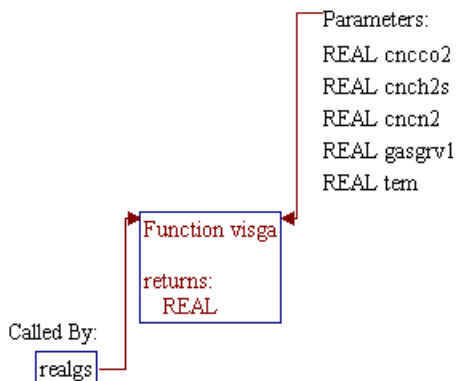 Parameters:
REAL cncco2
REAL cnch2s
REAL cncn2
REAL gasgrv1
REAL tem
Function visga
returns:
REAL
Called By:
realgs